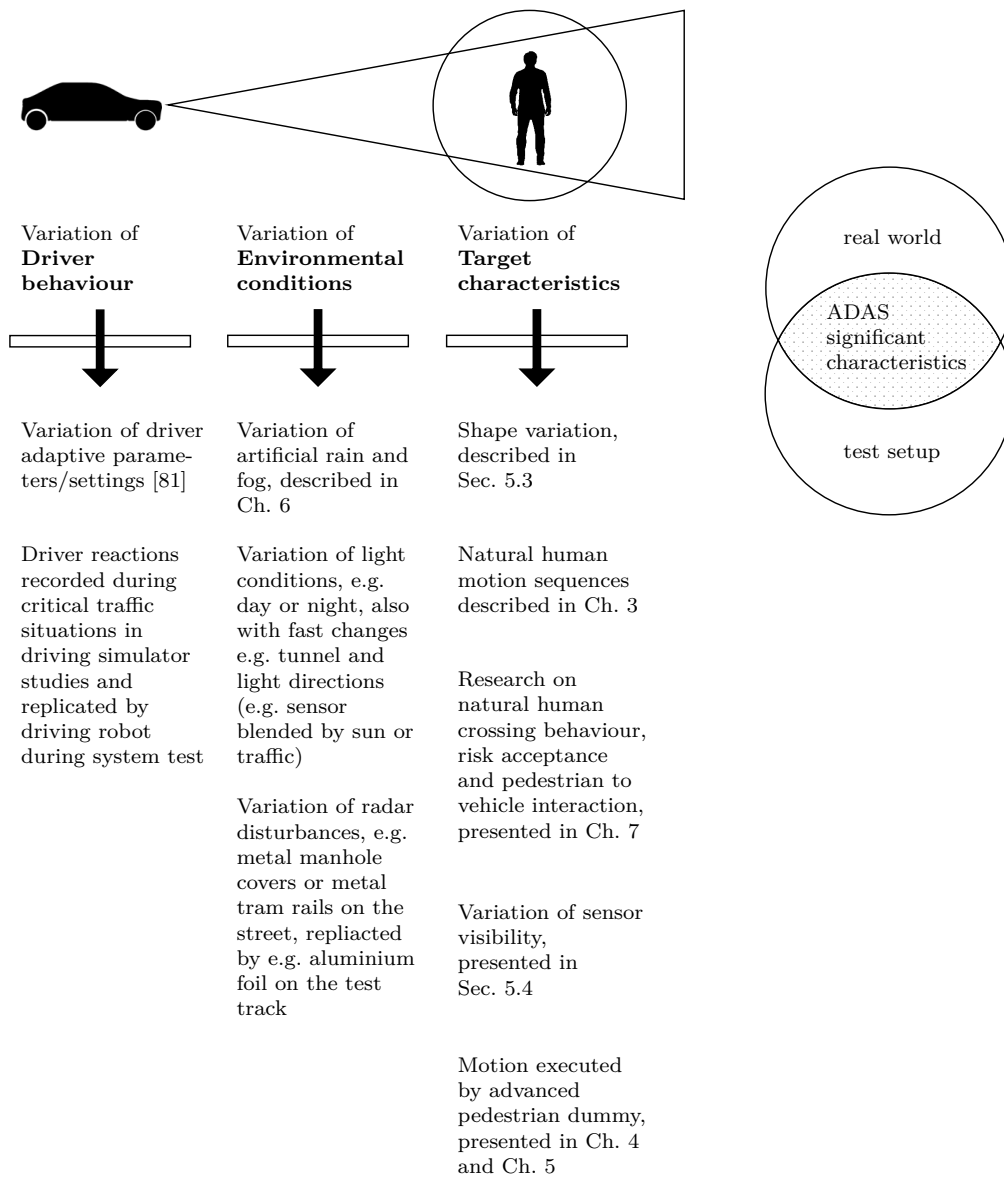 Variation of
Driver
behaviour
Variation of driver
adaptive parame-
ters/settings [81]
Driver reactions
recorded during
critical traffic
situations in
driving simulator
studies and
replicated by
driving robot
during system test
Variation of
Environmental
conditions
Variation of
artificial rain and
fog, described in
Ch. 6
Variation of light
conditions, e.g.
day or night, also
with fast changes
e.g. tunnel and
light directions
(e.g. sensor
blended by sun or
traffic)
Variation of radar
disturbances, e.g.
metal manhole
covers or metal
tram rails on the
street, repliacted
by e.g. aluminium
foil on the test
track
Variation of
Target
characteristics
Shape variation,
described in
Sec. 5.3
Natural human
motion sequences
described in Ch. 3
Research on
natural human
crossing behaviour,
risk acceptance
and pedestrian to
vehicle interaction,
presented in Ch. 7
Variation of sensor
visibility,
presented in
Sec. 5.4
Motion executed
by advanced
pedestrian dummy,
presented in Ch. 4
and Ch. 5
real world
ADAS
significant
characteristics
test setup